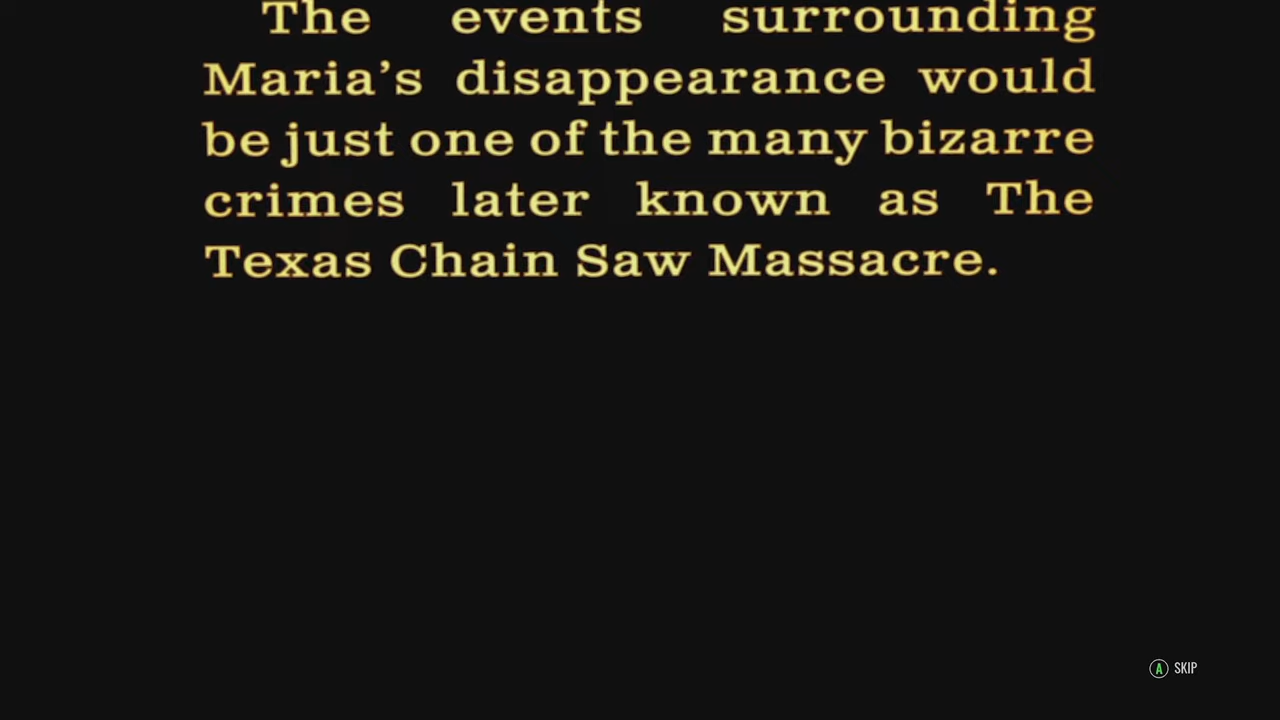 The events surrounding
Maria’s disappearance would
be just one of the many bizarre
crimes later known as The
Texas Chain Saw Massacre.
A SKIP